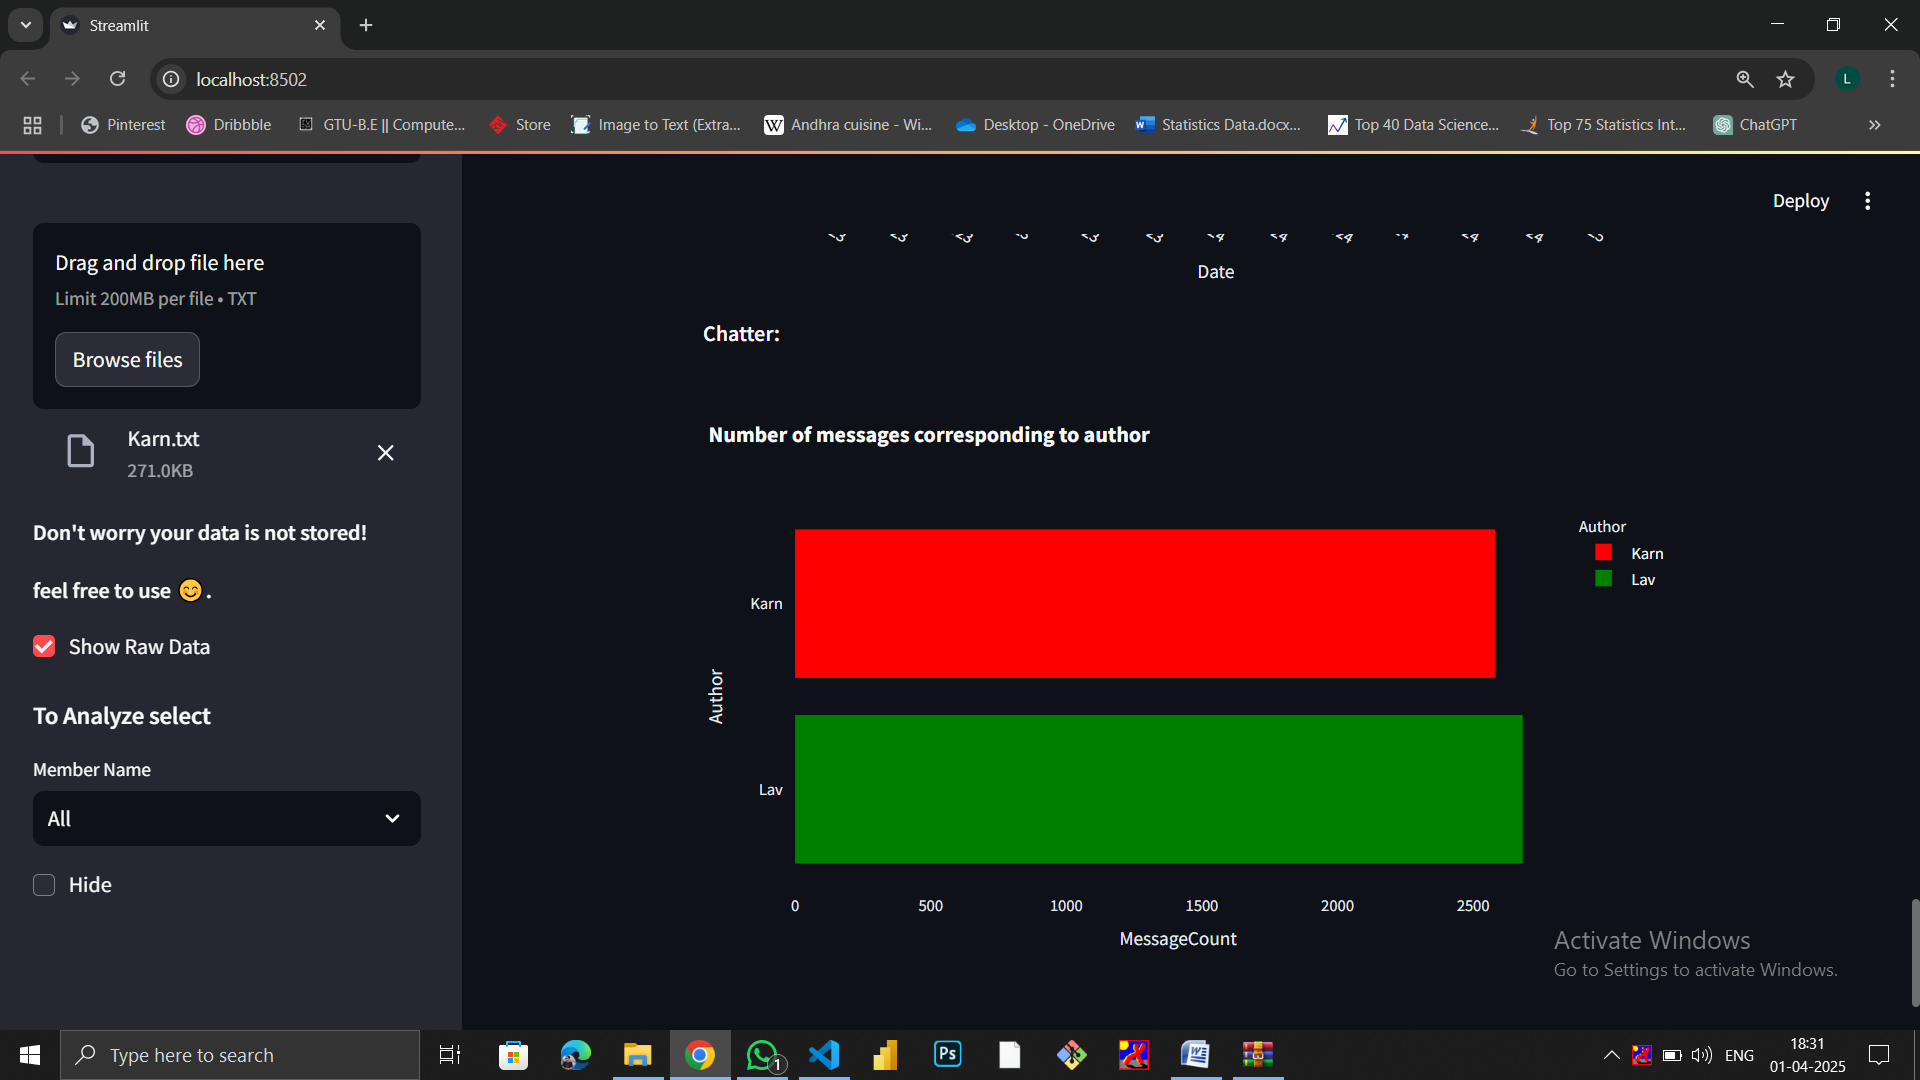 Streamlit
localhost:8502
L
Pinterest
Dribbble
GTU-B.E || Compute...
Store
Image to Text (Extra...
W
Andhra cuisine - Wi...
Desktop - OneDrive
Statistics Data.docx...
Top 40 Data Science...
Top 75 Statistics Int...
ChatGPT
Deploy
Drag and drop file here
Limit 200MB per file • TXT
Browse files
Karn.txt
271.0KB
Don't worry your data is not stored!
feel free to use 😊 .
Show Raw Data
To Analyze select
Member Name
All
Hide
Date
Chatter:
Number of messages corresponding to author
Author
Karn
Lav
Author
Karn
Lav
0 500 1000 1500 2000 2500
MessageCount
Activate Windows
Go to Settings to activate Windows.
Type here to search
1
Ps
ENG
18:31
01-04-2025